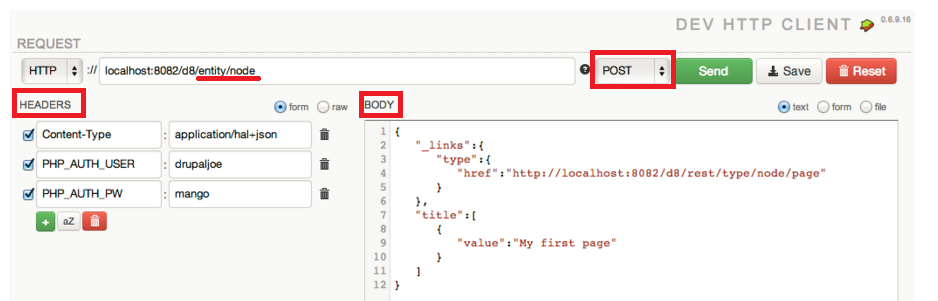 DEV HTTP CLIENT 0.6.9.16
REQUEST
HTTP :// localhost:8082/d8/entity/node ? POST Send Save Reset
HEADERS form raw BODY text form file
Content-Type : application/hal+json
PHP_AUTH_USER : drupaljoe
PHP_AUTH_PW : mango
+ aZ
1 {
2 "_links":{
3 "type":{
4 "href":"http://localhost:8082/d8/rest/type/node/page"
5 }
6 },
7 "title":[
8 {
9 "value":"My first page"
10 }
11 ]
12 }